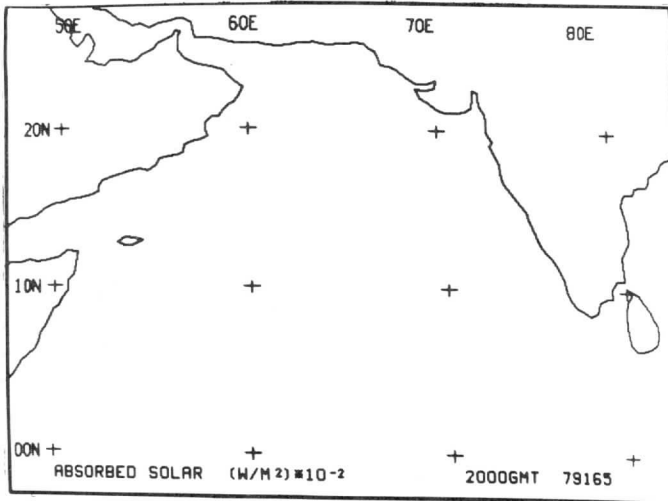 50E 60E 70E 80E
20N
10N
00N
ABSORBED SOLAR (W/M²)*10⁻² 2000GMT 79165